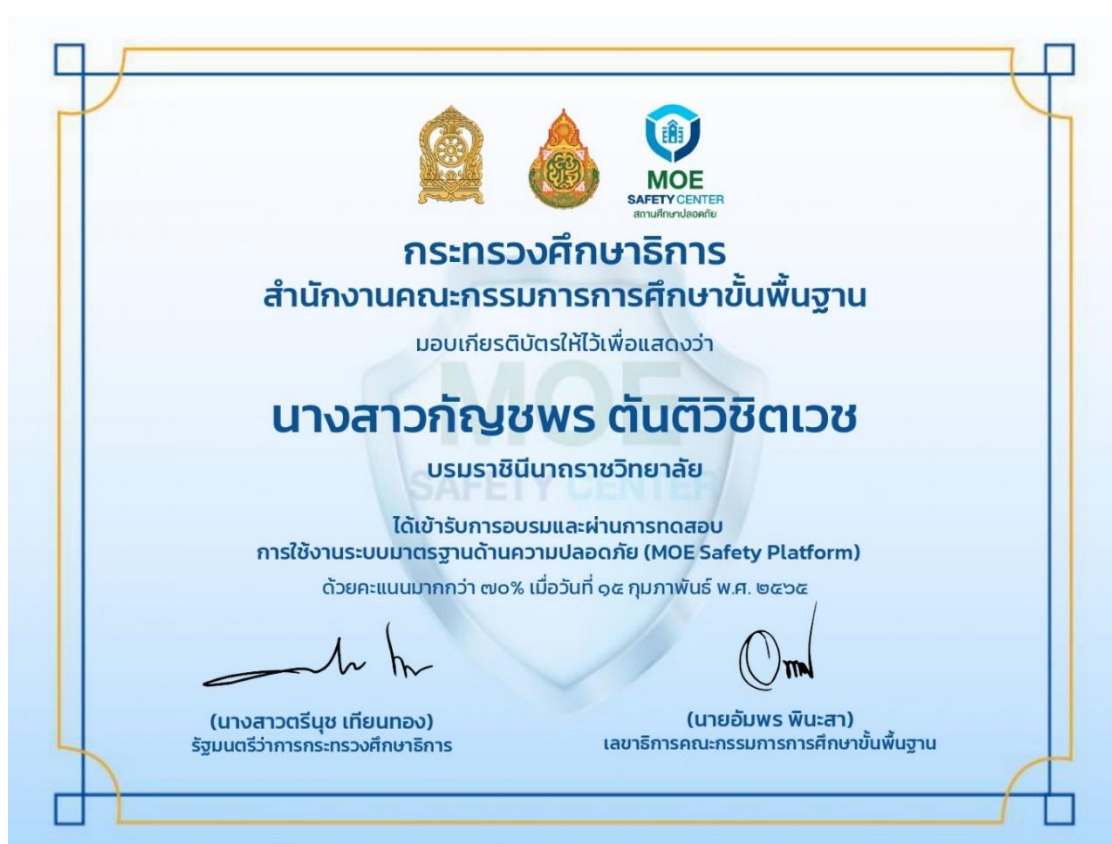 MOE
SAFETY CENTER
สถานศึกษาปลอดภัย
กระทรวงศึกษาธิการ
สำนักงานคณะกรรมการการศึกษาขั้นพื้นฐาน
มอบเกียรติบัตรให้ไว้เพื่อแสดงว่า
MOE
นางสาวกัญชพร ตันติวิชิตเวช
บรมราชินีนาถราชวิทยาลัย
SAFETY CENTER
ได้เข้ารับการอบรมและผ่านการทดสอบ
การใช้งานระบบมาตรฐานด้านความปลอดภัย (MOE Safety Platform)
ด้วยคะแนนมากกว่า ๗๐% เมื่อวันที่ ๑๕ กุมภาพันธ์ พ.ศ. ๒๕๖๕
(นางสาวตรีนุช เทียนทอง)
รัฐมนตรีว่าการกระทรวงศึกษาธิการ
(นายอัมพร พินะสา)
เลขาธิการคณะกรรมการการศึกษาขั้นพื้นฐาน